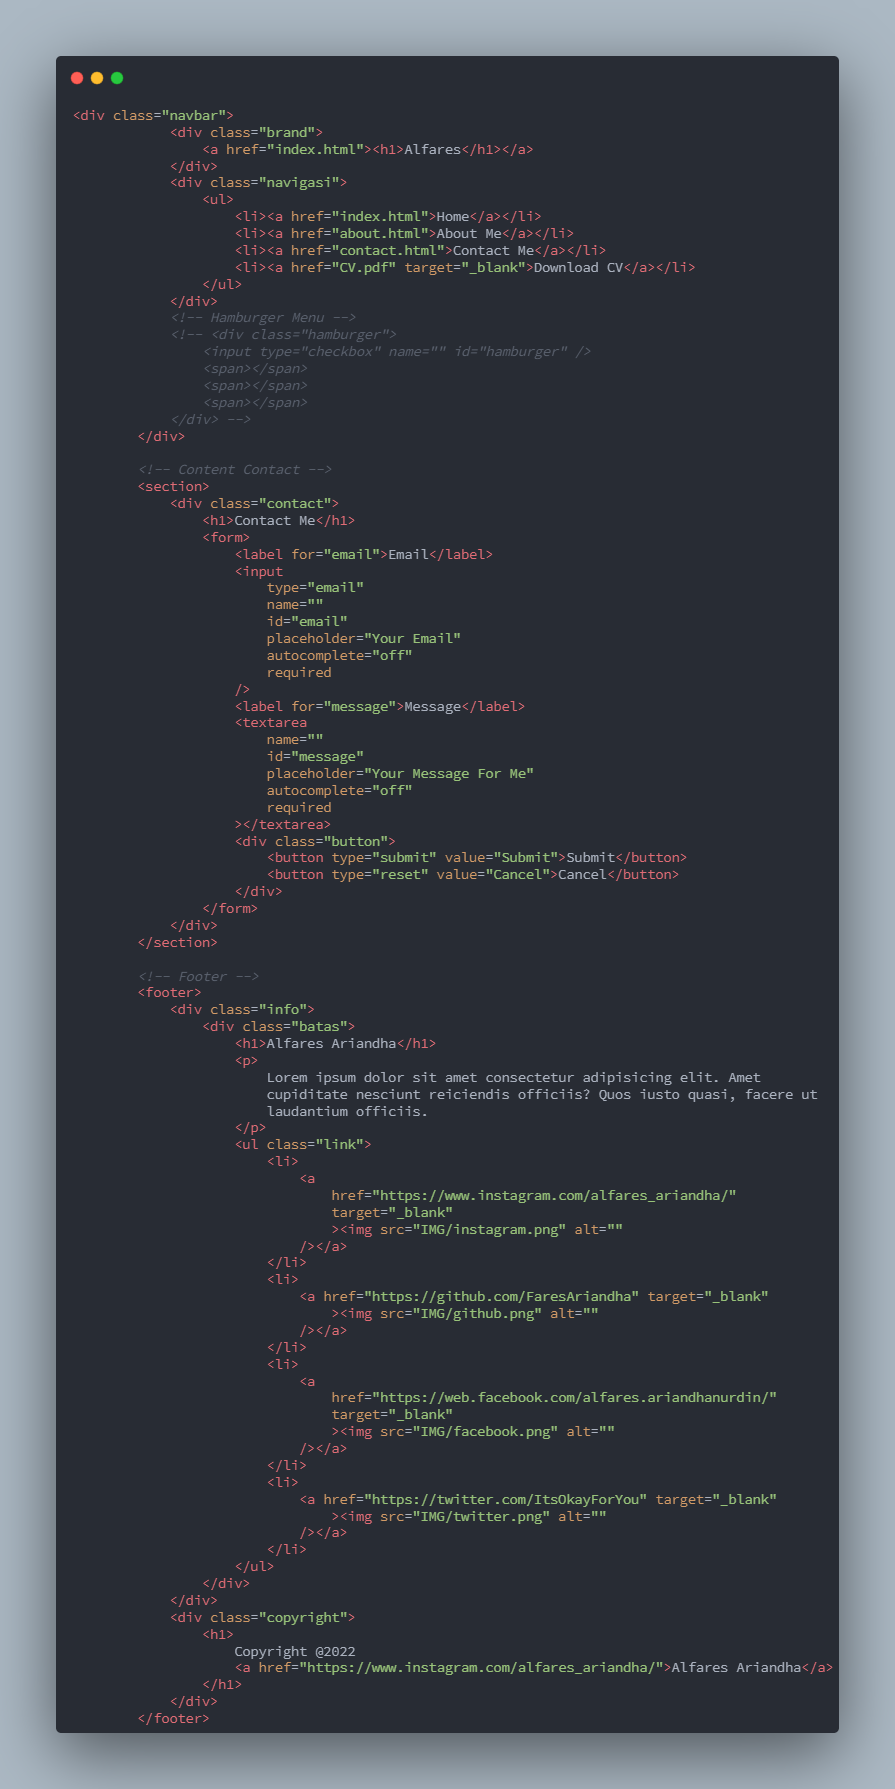 <div class="navbar">
            <div class="brand">
                <a href="index.html"><h1>Alfares</h1></a>
            </div>
            <div class="navigasi">
                <ul>
                    <li><a href="index.html">Home</a></li>
                    <li><a href="about.html">About Me</a></li>
                    <li><a href="contact.html">Contact Me</a></li>
                    <li><a href="CV.pdf" target="_blank">Download CV</a></li>
                </ul>
            </div>
            <!-- Hamburger Menu -->
            <!-- <div class="hamburger">
                <input type="checkbox" name="" id="hamburger" />
                <span></span>
                <span></span>
                <span></span>
            </div> -->
        </div>

        <!-- Content Contact -->
        <section>
            <div class="contact">
                <h1>Contact Me</h1>
                <form>
                    <label for="email">Email</label>
                    <input
                        type="email"
                        name=""
                        id="email"
                        placeholder="Your Email"
                        autocomplete="off"
                        required
                    />
                    <label for="message">Message</label>
                    <textarea
                        name=""
                        id="message"
                        placeholder="Your Message For Me"
                        autocomplete="off"
                        required
                    ></textarea>
                    <div class="button">
                        <button type="submit" value="Submit">Submit</button>
                        <button type="reset" value="Cancel">Cancel</button>
                    </div>
                </form>
            </div>
        </section>

        <!-- Footer -->
        <footer>
            <div class="info">
                <div class="batas">
                    <h1>Alfares Ariandha</h1>
                    <p>
                        Lorem ipsum dolor sit amet consectetur adipisicing elit. Amet
                        cupiditate nesciunt reiciendis officiis? Quos iusto quasi, facere ut
                        laudantium officiis.
                    </p>
                    <ul class="link">
                        <li>
                            <a
                                href="https://www.instagram.com/alfares_ariandha/"
                                target="_blank"
                                ><img src="IMG/instagram.png" alt=""
                            /></a>
                        </li>
                        <li>
                            <a href="https://github.com/FaresAriandha" target="_blank"
                                ><img src="IMG/github.png" alt=""
                            /></a>
                        </li>
                        <li>
                            <a
                                href="https://web.facebook.com/alfares.ariandhanurdin/"
                                target="_blank"
                                ><img src="IMG/facebook.png" alt=""
                            /></a>
                        </li>
                        <li>
                            <a href="https://twitter.com/ItsOkayForYou" target="_blank"
                                ><img src="IMG/twitter.png" alt=""
                            /></a>
                        </li>
                    </ul>
                </div>
            </div>
            <div class="copyright">
                <h1>
                    Copyright @2022
                    <a href="https://www.instagram.com/alfares_ariandha/">Alfares Ariandha</a>
                </h1>
            </div>
        </footer>